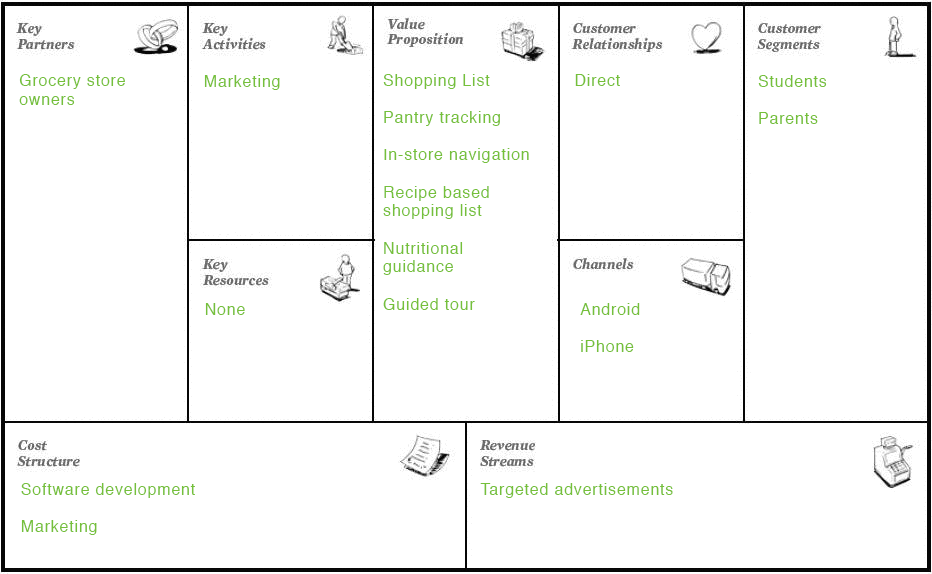 Key
Partners
Grocery store
owners
Key
Activities
Marketing
Key
Resources
None
Value
Proposition
Shopping List
Pantry tracking
In-store navigation
Recipe based
shopping list
Nutritional
guidance
Guided tour
Customer
Relationships
Direct
Channels
Android
iPhone
Customer
Segments
Students
Parents
Cost
Structure
Software development
Marketing
Revenue
Streams
Targeted advertisements